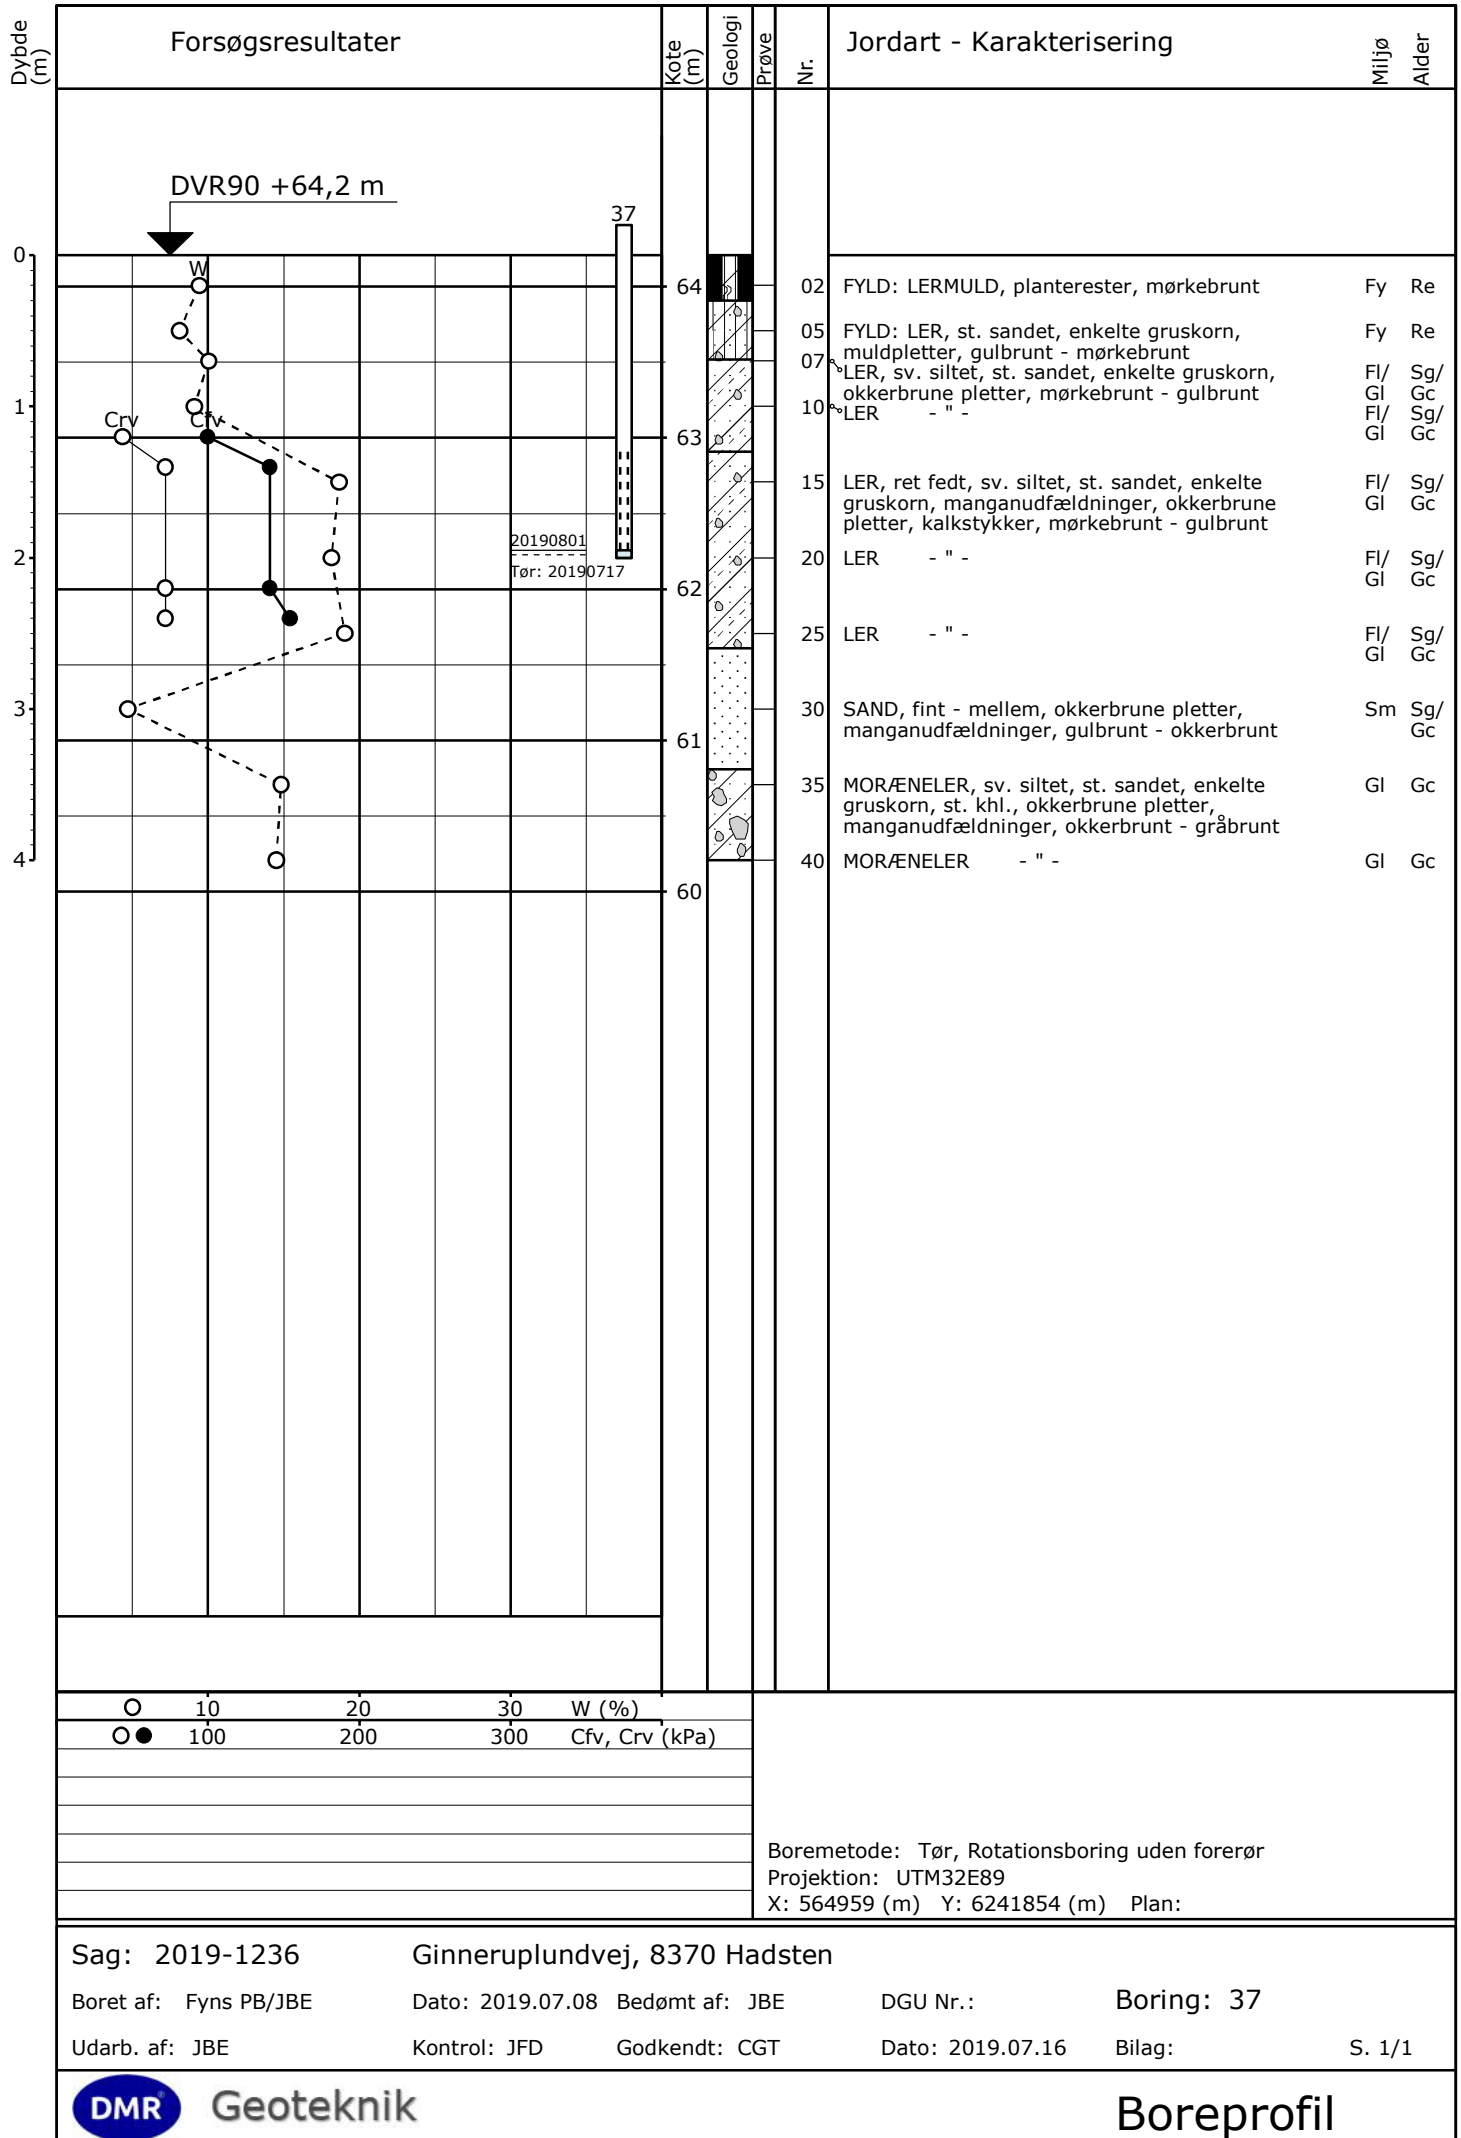 Dybde (m)
Forsøgsresultater
Kote (m)
Geologi
Prøve
Nr.
Jordart - Karakterisering
Miljø
Alder
DVR90 +64,2 m
37
0
W
64
02 FYLD: LERMULD, planterester, mørkebrunt Fy Re
05 FYLD: LER, st. sandet, enkelte gruskorn, Fy Re
muldpletter, gulbrunt - mørkebrunt
07 LER, sv. siltet, st. sandet, enkelte gruskorn, Fl/ Sg/
okkerbrune pletter, mørkebrunt - gulbrunt Gl Gc
1
10 LER - " - Fl/ Sg/
Gl Gc
Crv
Cfv
63
15 LER, ret fedt, sv. siltet, st. sandet, enkelte Fl/ Sg/
gruskorn, manganudfældninger, okkerbrune Gl Gc
pletter, kalkstykker, mørkebrunt - gulbrunt
20190801
2
20 LER - " - Fl/ Sg/
Gl Gc
Tør: 20190717
62
25 LER - " - Fl/ Sg/
Gl Gc
3
30 SAND, fint - mellem, okkerbrune pletter, Sm Sg/
manganudfældninger, gulbrunt - okkerbrunt Gc
61
35 MORÆNELER, sv. siltet, st. sandet, enkelte Gl Gc
gruskorn, st. khl., okkerbrune pletter,
manganudfældninger, okkerbrunt - gråbrunt
4
40 MORÆNELER - " - Gl Gc
60
10 20 30 W (%)
100 200 300 Cfv, Crv (kPa)
Boremetode: Tør, Rotationsboring uden forerør
Projektion: UTM32E89
X: 564959 (m) Y: 6241854 (m) Plan:
Sag: 2019-1236 Ginneruplundvej, 8370 Hadsten
Boret af: Fyns PB/JBE Dato: 2019.07.08 Bedømt af: JBE DGU Nr.: Boring: 37
Udarb. af: JBE Kontrol: JFD Godkendt: CGT Dato: 2019.07.16 Bilag: S. 1/1
DMR® Geoteknik
Boreprofil